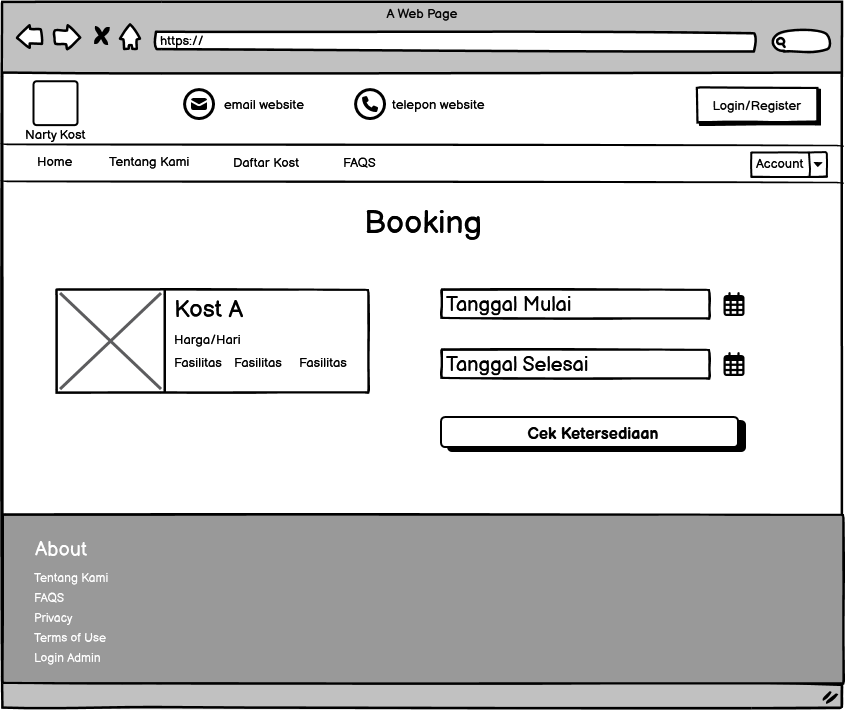 A Web Page
https://
email website
telepon website
Login/Register
Narty Kost
Home
Tentang Kami
Daftar Kost
FAQS
Account
Booking
Kost A
Harga/Hari
Fasilitas Fasilitas Fasilitas
Tanggal Mulai
Tanggal Selesai
Cek Ketersediaan
About
Tentang Kami
FAQS
Privacy
Terms of Use
Login Admin